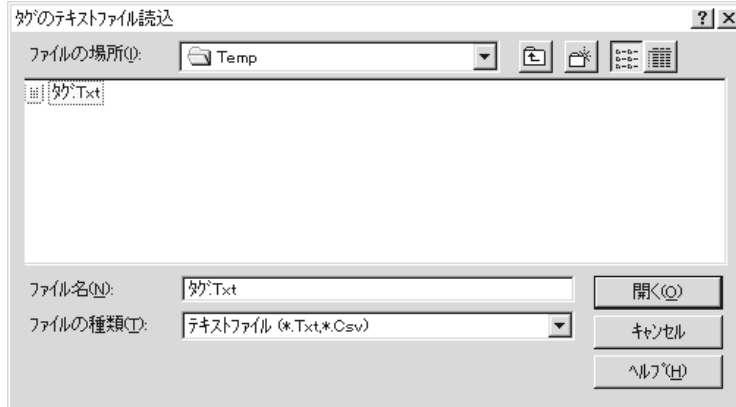 ﾀｸﾞのテキストファイル読込
ファイルの場所(I):
Temp
ﾀｸﾞ.Txt
ファイル名(N):
ﾀｸﾞ.Txt
開く(O)
ファイルの種類(T):
テキストファイル (*.Txt,*.Csv)
キャンセル
ヘルプ(H)